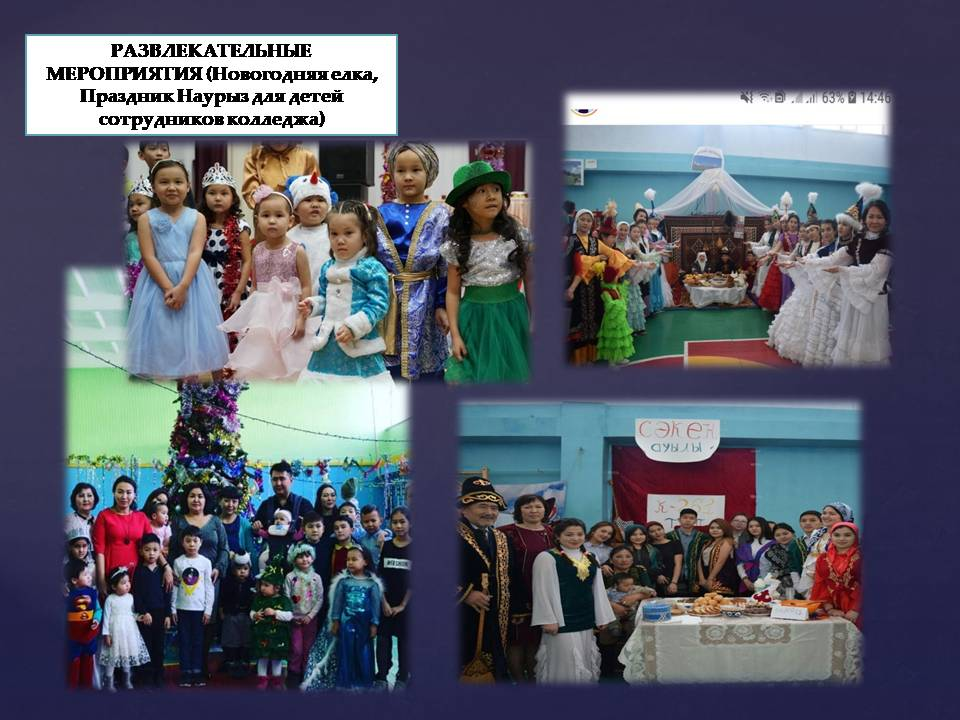 РАЗВЛЕКАТЕЛЬНЫЕ
МЕРОПРИЯТИЯ (Новогодняя елка,
Праздник Наурыз для детей
сотрудников колледжа)
63% 14:46
СӘКЕН
ауылы